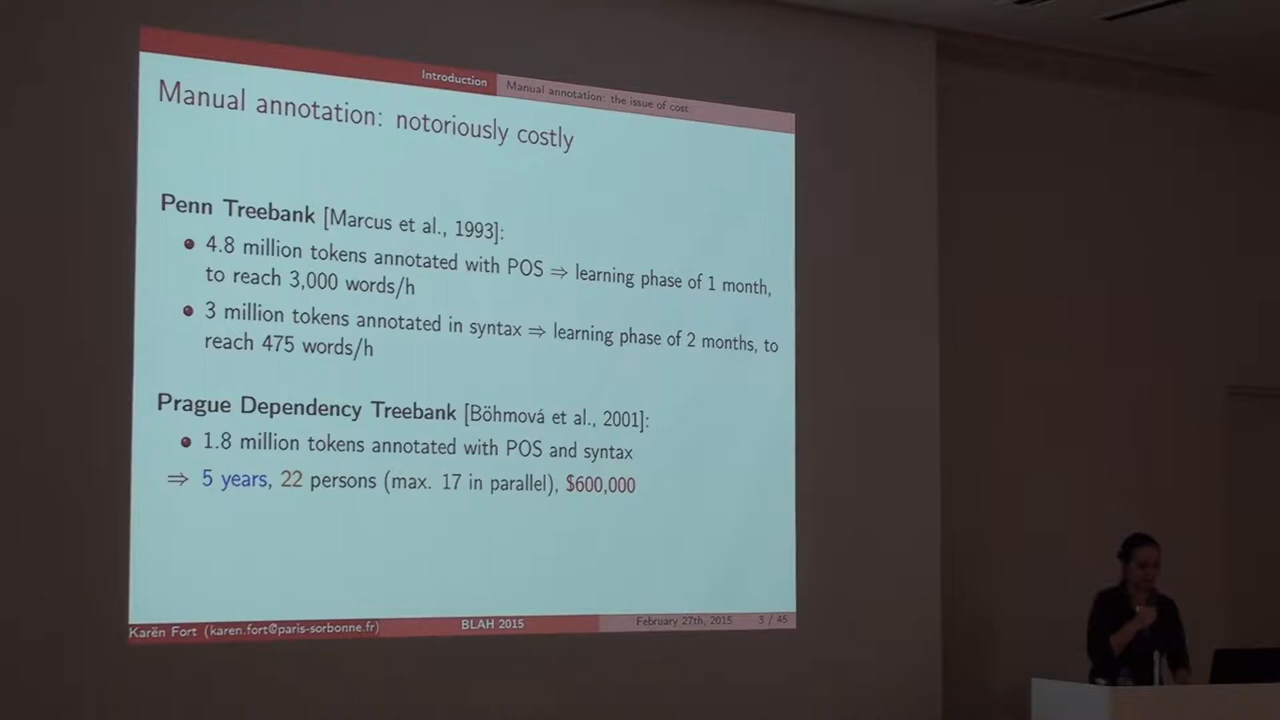 Introduction
Manual annotation: the issue of cost
Manual annotation: notoriously costly
Penn Treebank [Marcus et al., 1993]:
4.8 million tokens annotated with POS ⇒ learning phase of 1 month,
to reach 3,000 words/h
3 million tokens annotated in syntax ⇒ learning phase of 2 months, to
reach 475 words/h
Prague Dependency Treebank [Böhmová et al., 2001]:
1.8 million tokens annotated with POS and syntax
⇒ 5 years, 22 persons (max. 17 in parallel), $600,000
Karën Fort (karen.fort@paris-sorbonne.fr)
BLAH 2015
February 27th, 2015
3 / 45